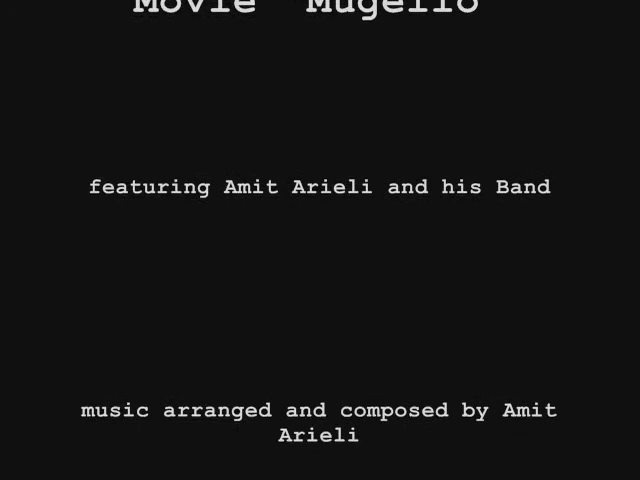 Movie Mugello
featuring Amit Arieli and his Band
music arranged and composed by Amit
Arieli